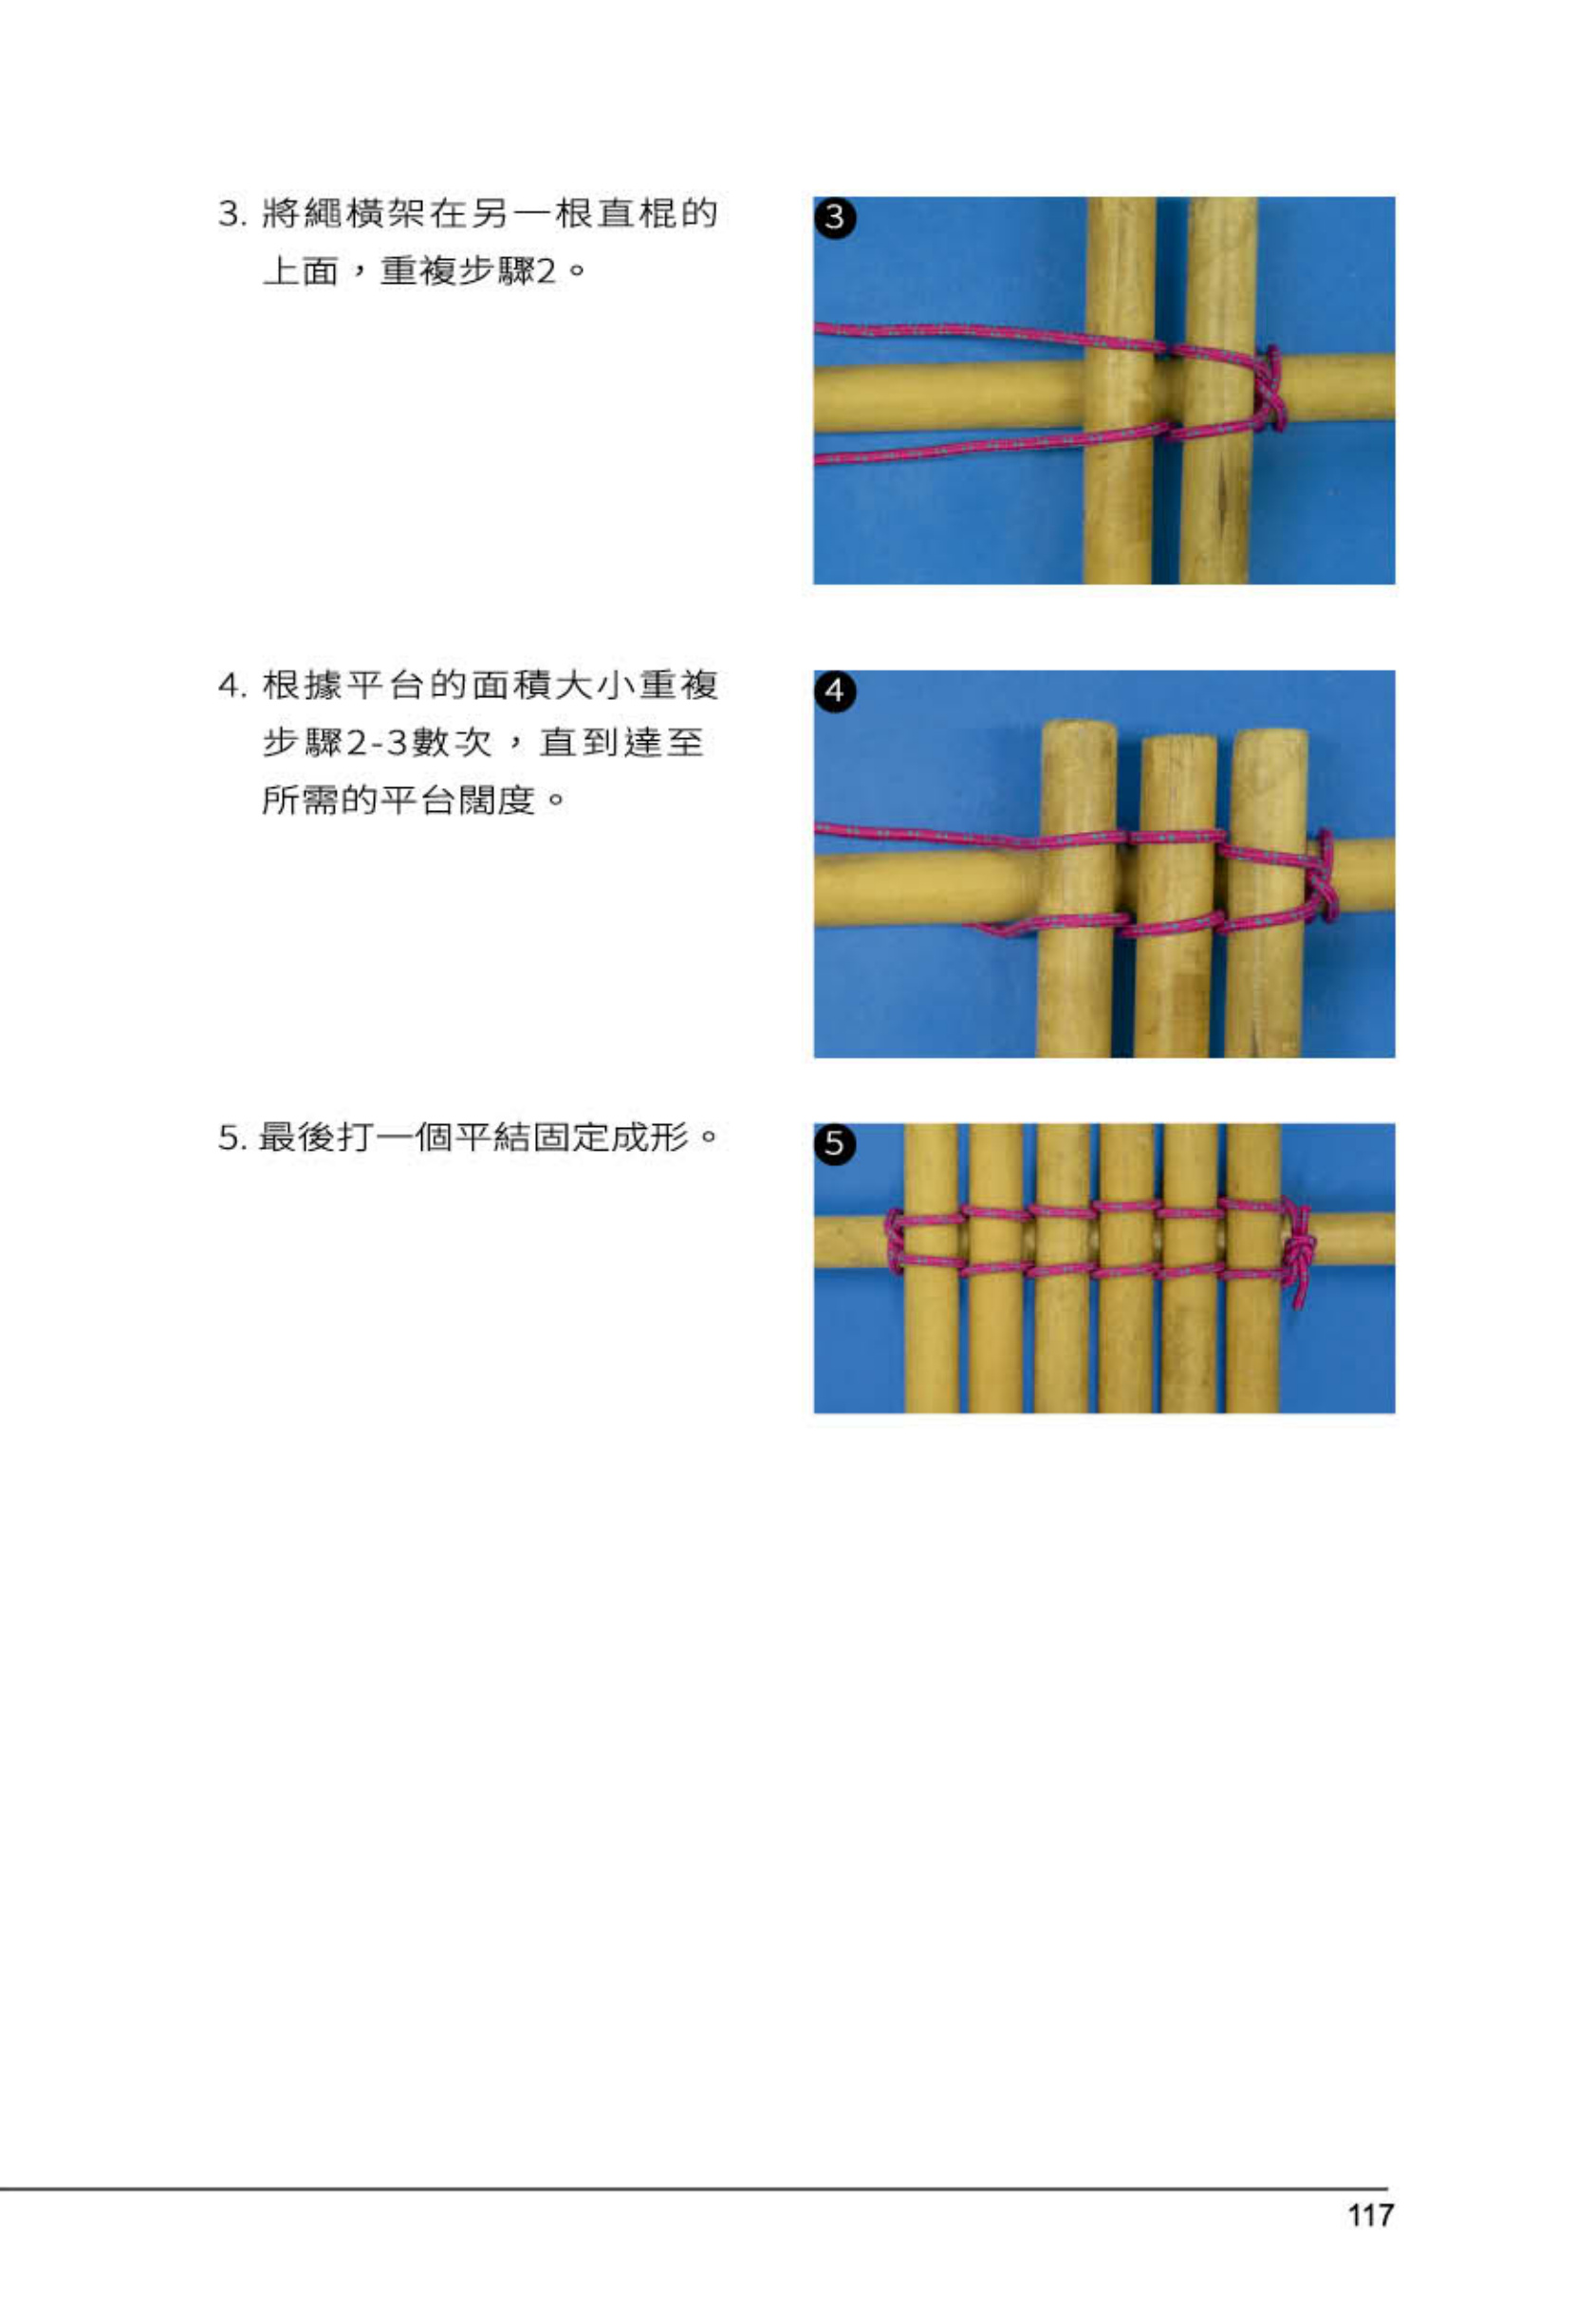 3. 將繩橫架在另一根直棍的
上面，重複步驟2。
3
4. 根據平台的面積大小重複
步驟2-3數次，直到達至
所需的平台闊度。
4
5. 最後打一個平結固定成形。
5
117